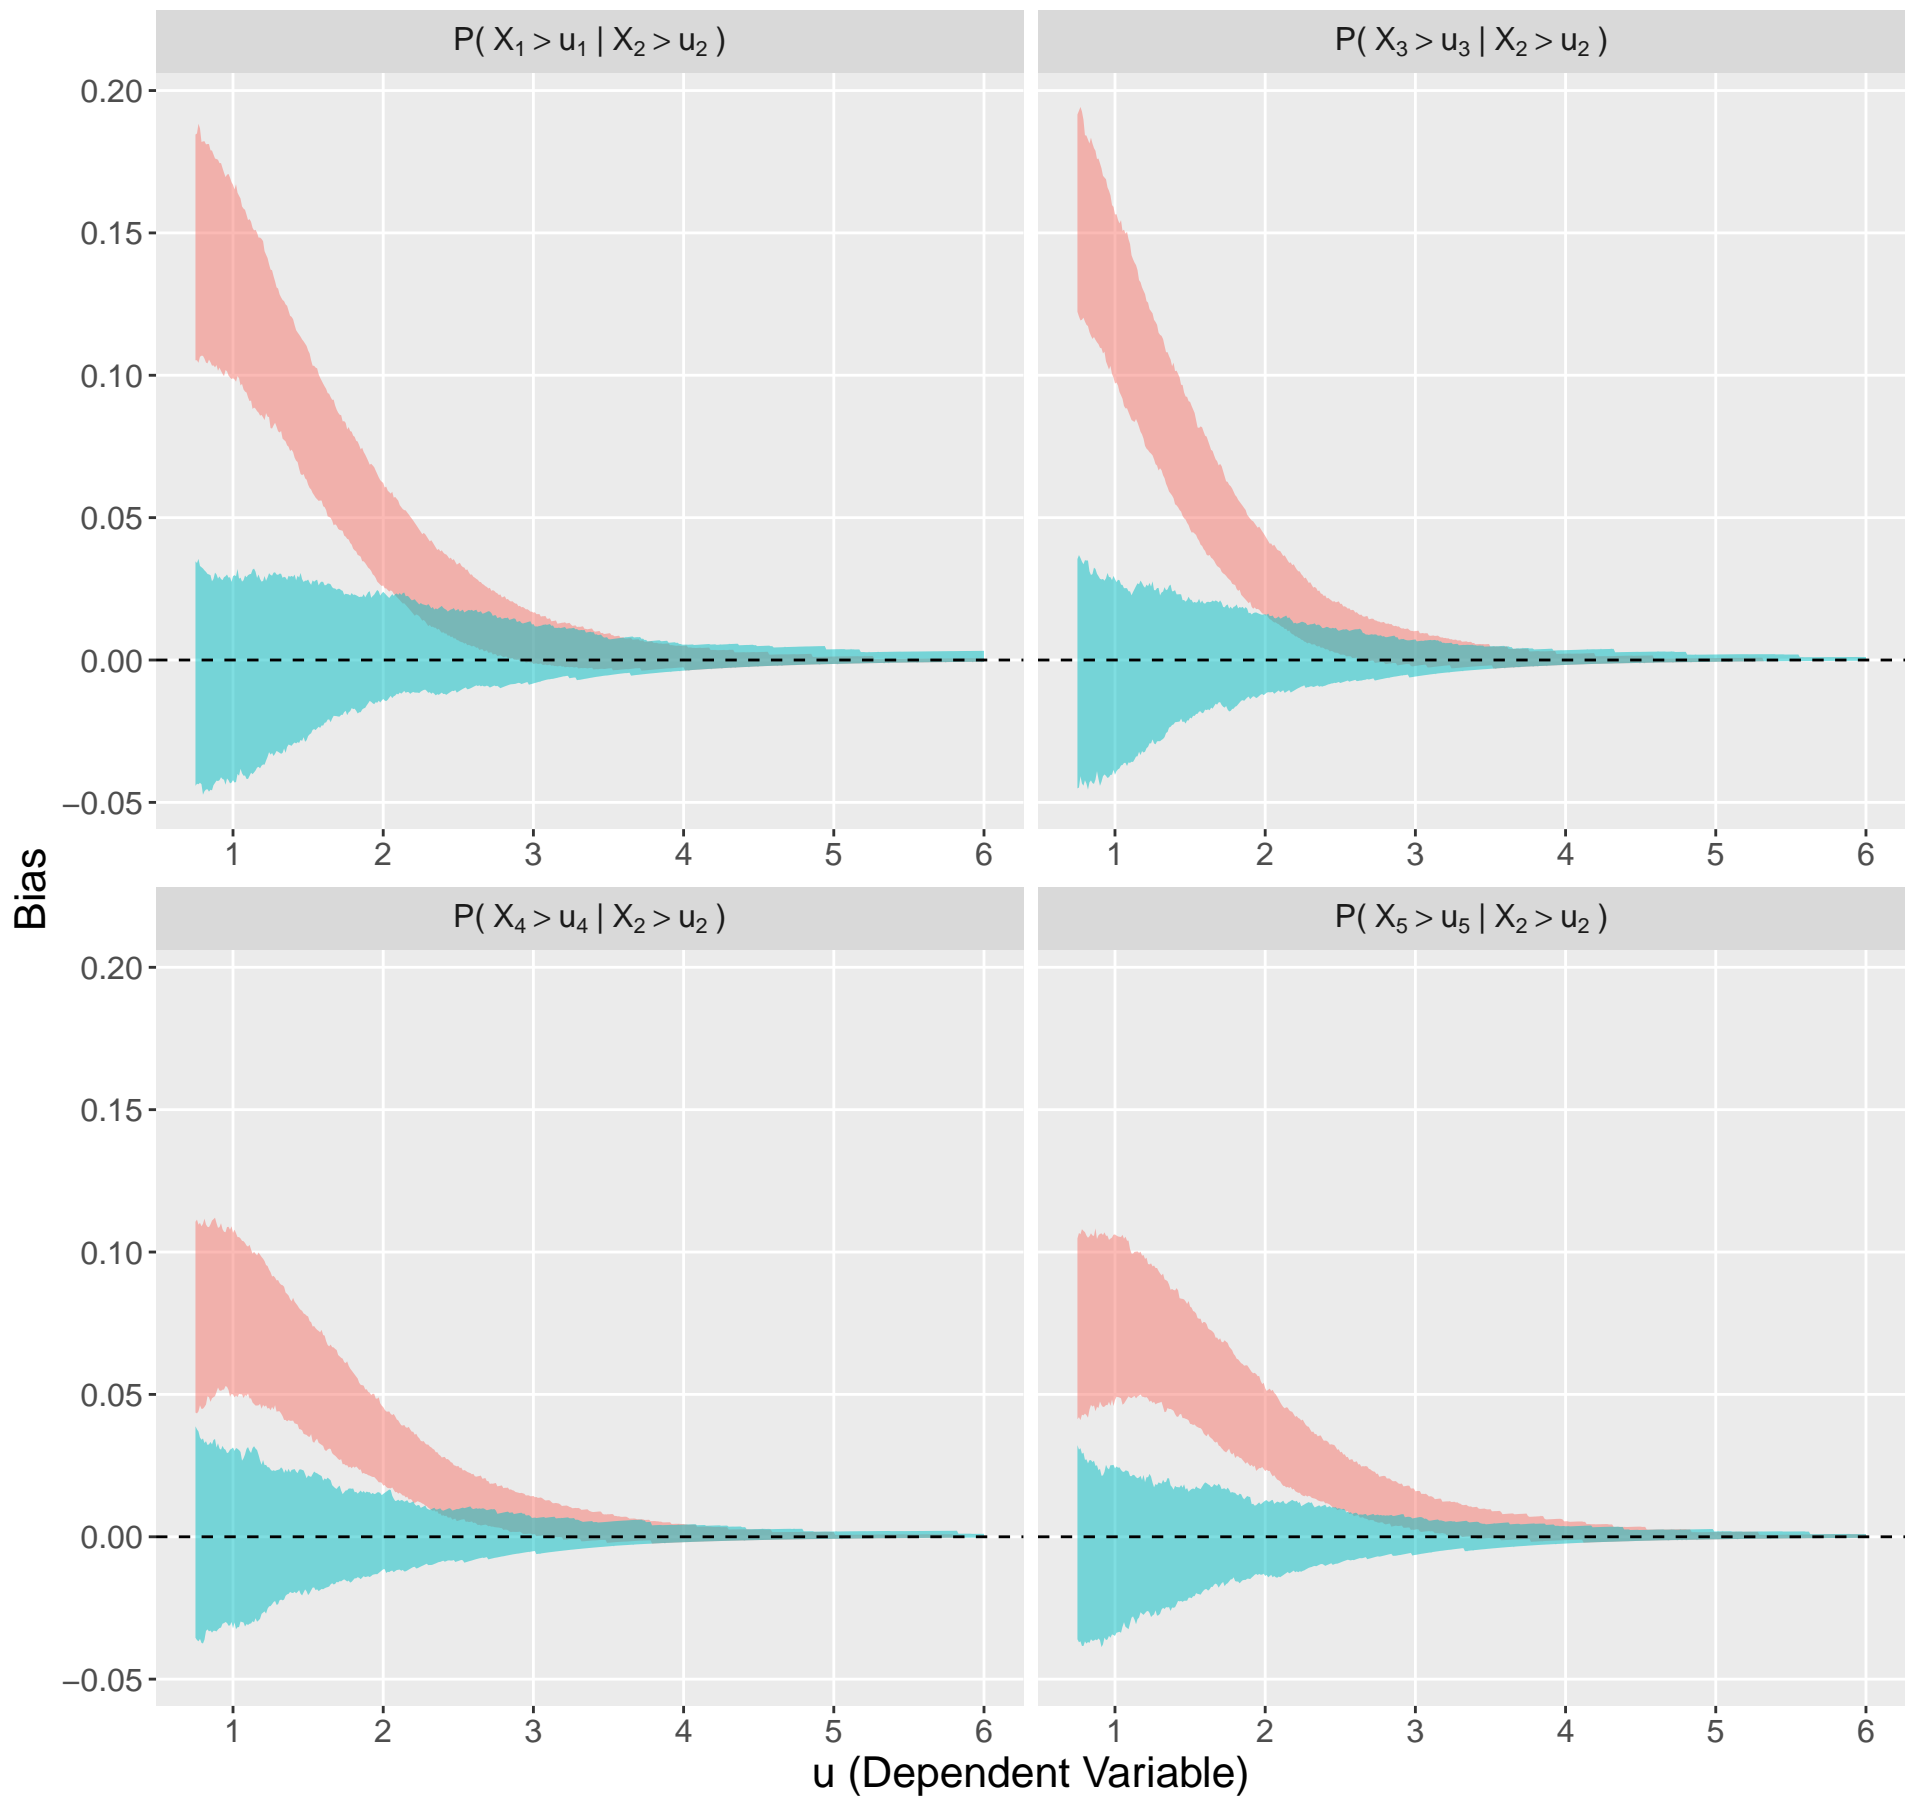 P( X₁ > u₁ | X₂ > u₂ )
P( X₃ > u₃ | X₂ > u₂ )
0.20
0.15
0.10
0.05
0.00
−0.05
1 2 3 4 5 6
1 2 3 4 5 6
Bias
P( X₄ > u₄ | X₂ > u₂ )
P( X₅ > u₅ | X₂ > u₂ )
0.20
0.15
0.10
0.05
0.00
−0.05
1 2 3 4 5 6
1 2 3 4 5 6
u (Dependent Variable)